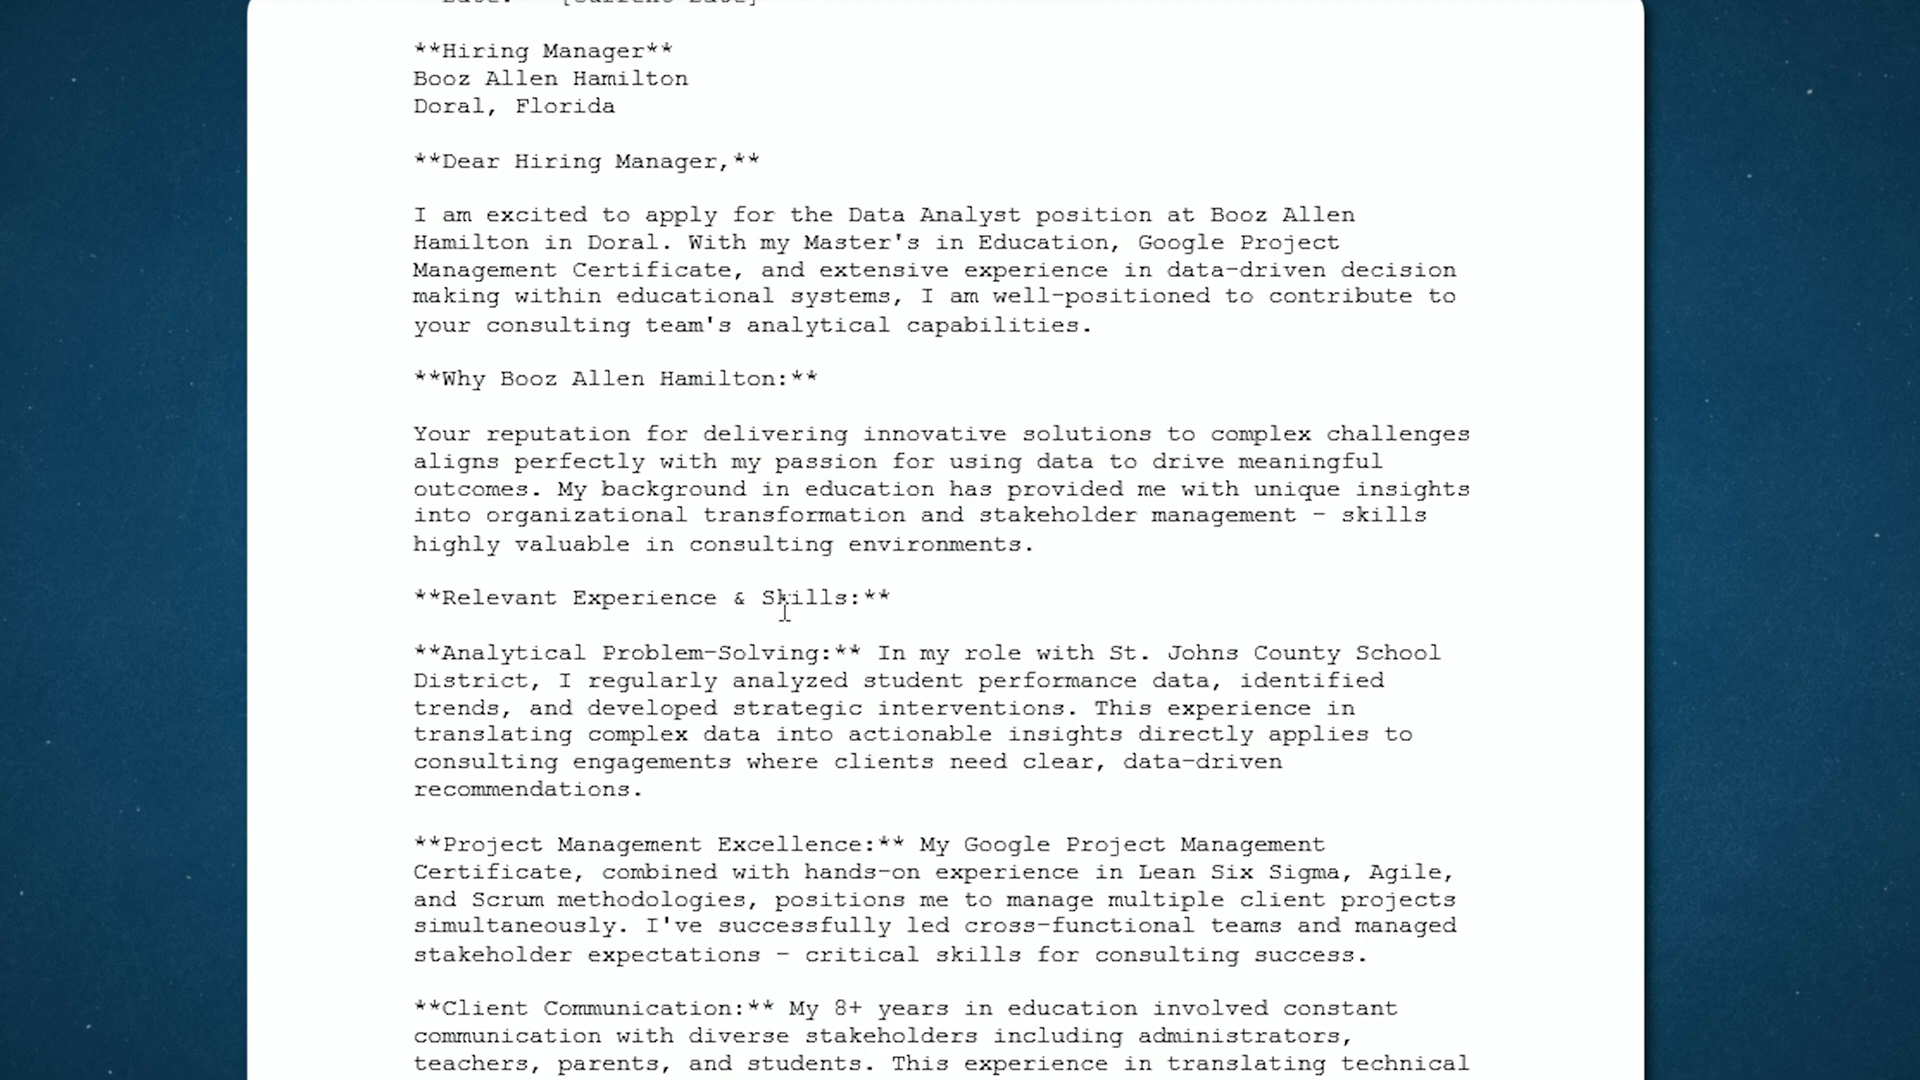 **Hiring Manager**
Booz Allen Hamilton
Doral, Florida
**Dear Hiring Manager,**
I am excited to apply for the Data Analyst position at Booz Allen
Hamilton in Doral. With my Master's in Education, Google Project
Management Certificate, and extensive experience in data-driven decision
making within educational systems, I am well-positioned to contribute to
your consulting team's analytical capabilities.
**Why Booz Allen Hamilton:**
Your reputation for delivering innovative solutions to complex challenges
aligns perfectly with my passion for using data to drive meaningful
outcomes. My background in education has provided me with unique insights
into organizational transformation and stakeholder management - skills
highly valuable in consulting environments.
**Relevant Experience & Skills:**
**Analytical Problem-Solving:** In my role with St. Johns County School
District, I regularly analyzed student performance data, identified
trends, and developed strategic interventions. This experience in
translating complex data into actionable insights directly applies to
consulting engagements where clients need clear, data-driven
recommendations.
**Project Management Excellence:** My Google Project Management
Certificate, combined with hands-on experience in Lean Six Sigma, Agile,
and Scrum methodologies, positions me to manage multiple client projects
simultaneously. I've successfully led cross-functional teams and managed
stakeholder expectations - critical skills for consulting success.
**Client Communication:** My 8+ years in education involved constant
communication with diverse stakeholders including administrators,
teachers, parents, and students. This experience in translating technical